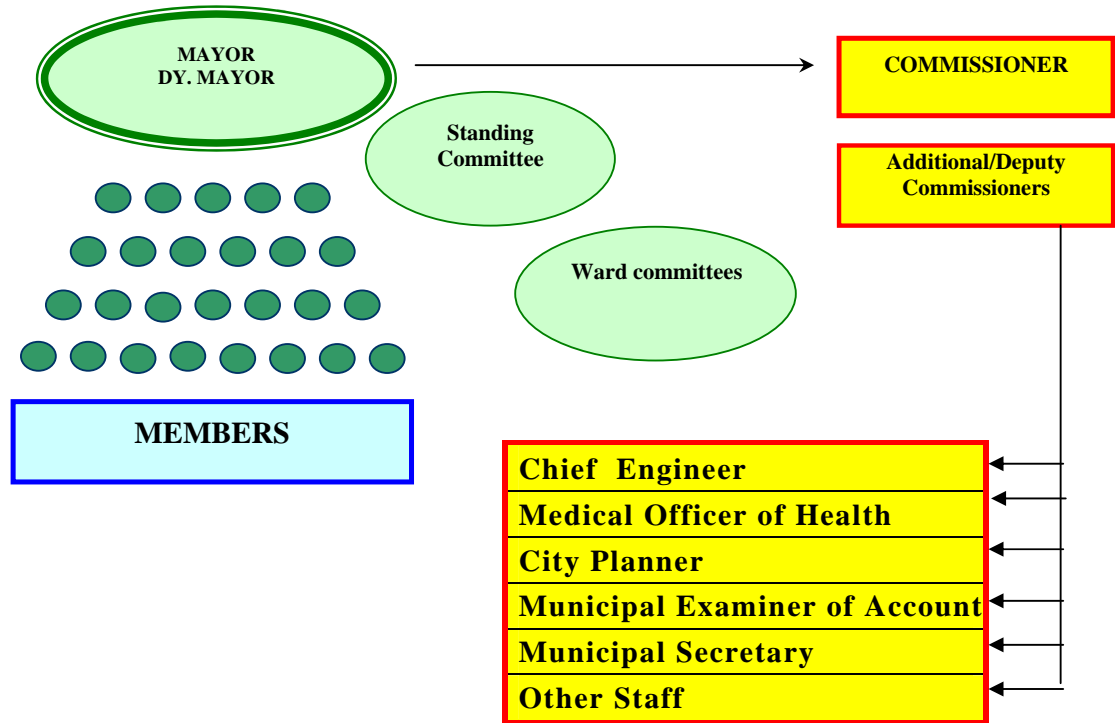 MAYOR
DY. MAYOR
COMMISSIONER
Standing
Committee
Additional/Deputy
Commissioners
Ward committees
MEMBERS
Chief Engineer
Medical Officer of Health
City Planner
Municipal Examiner of Account
Municipal Secretary
Other Staff